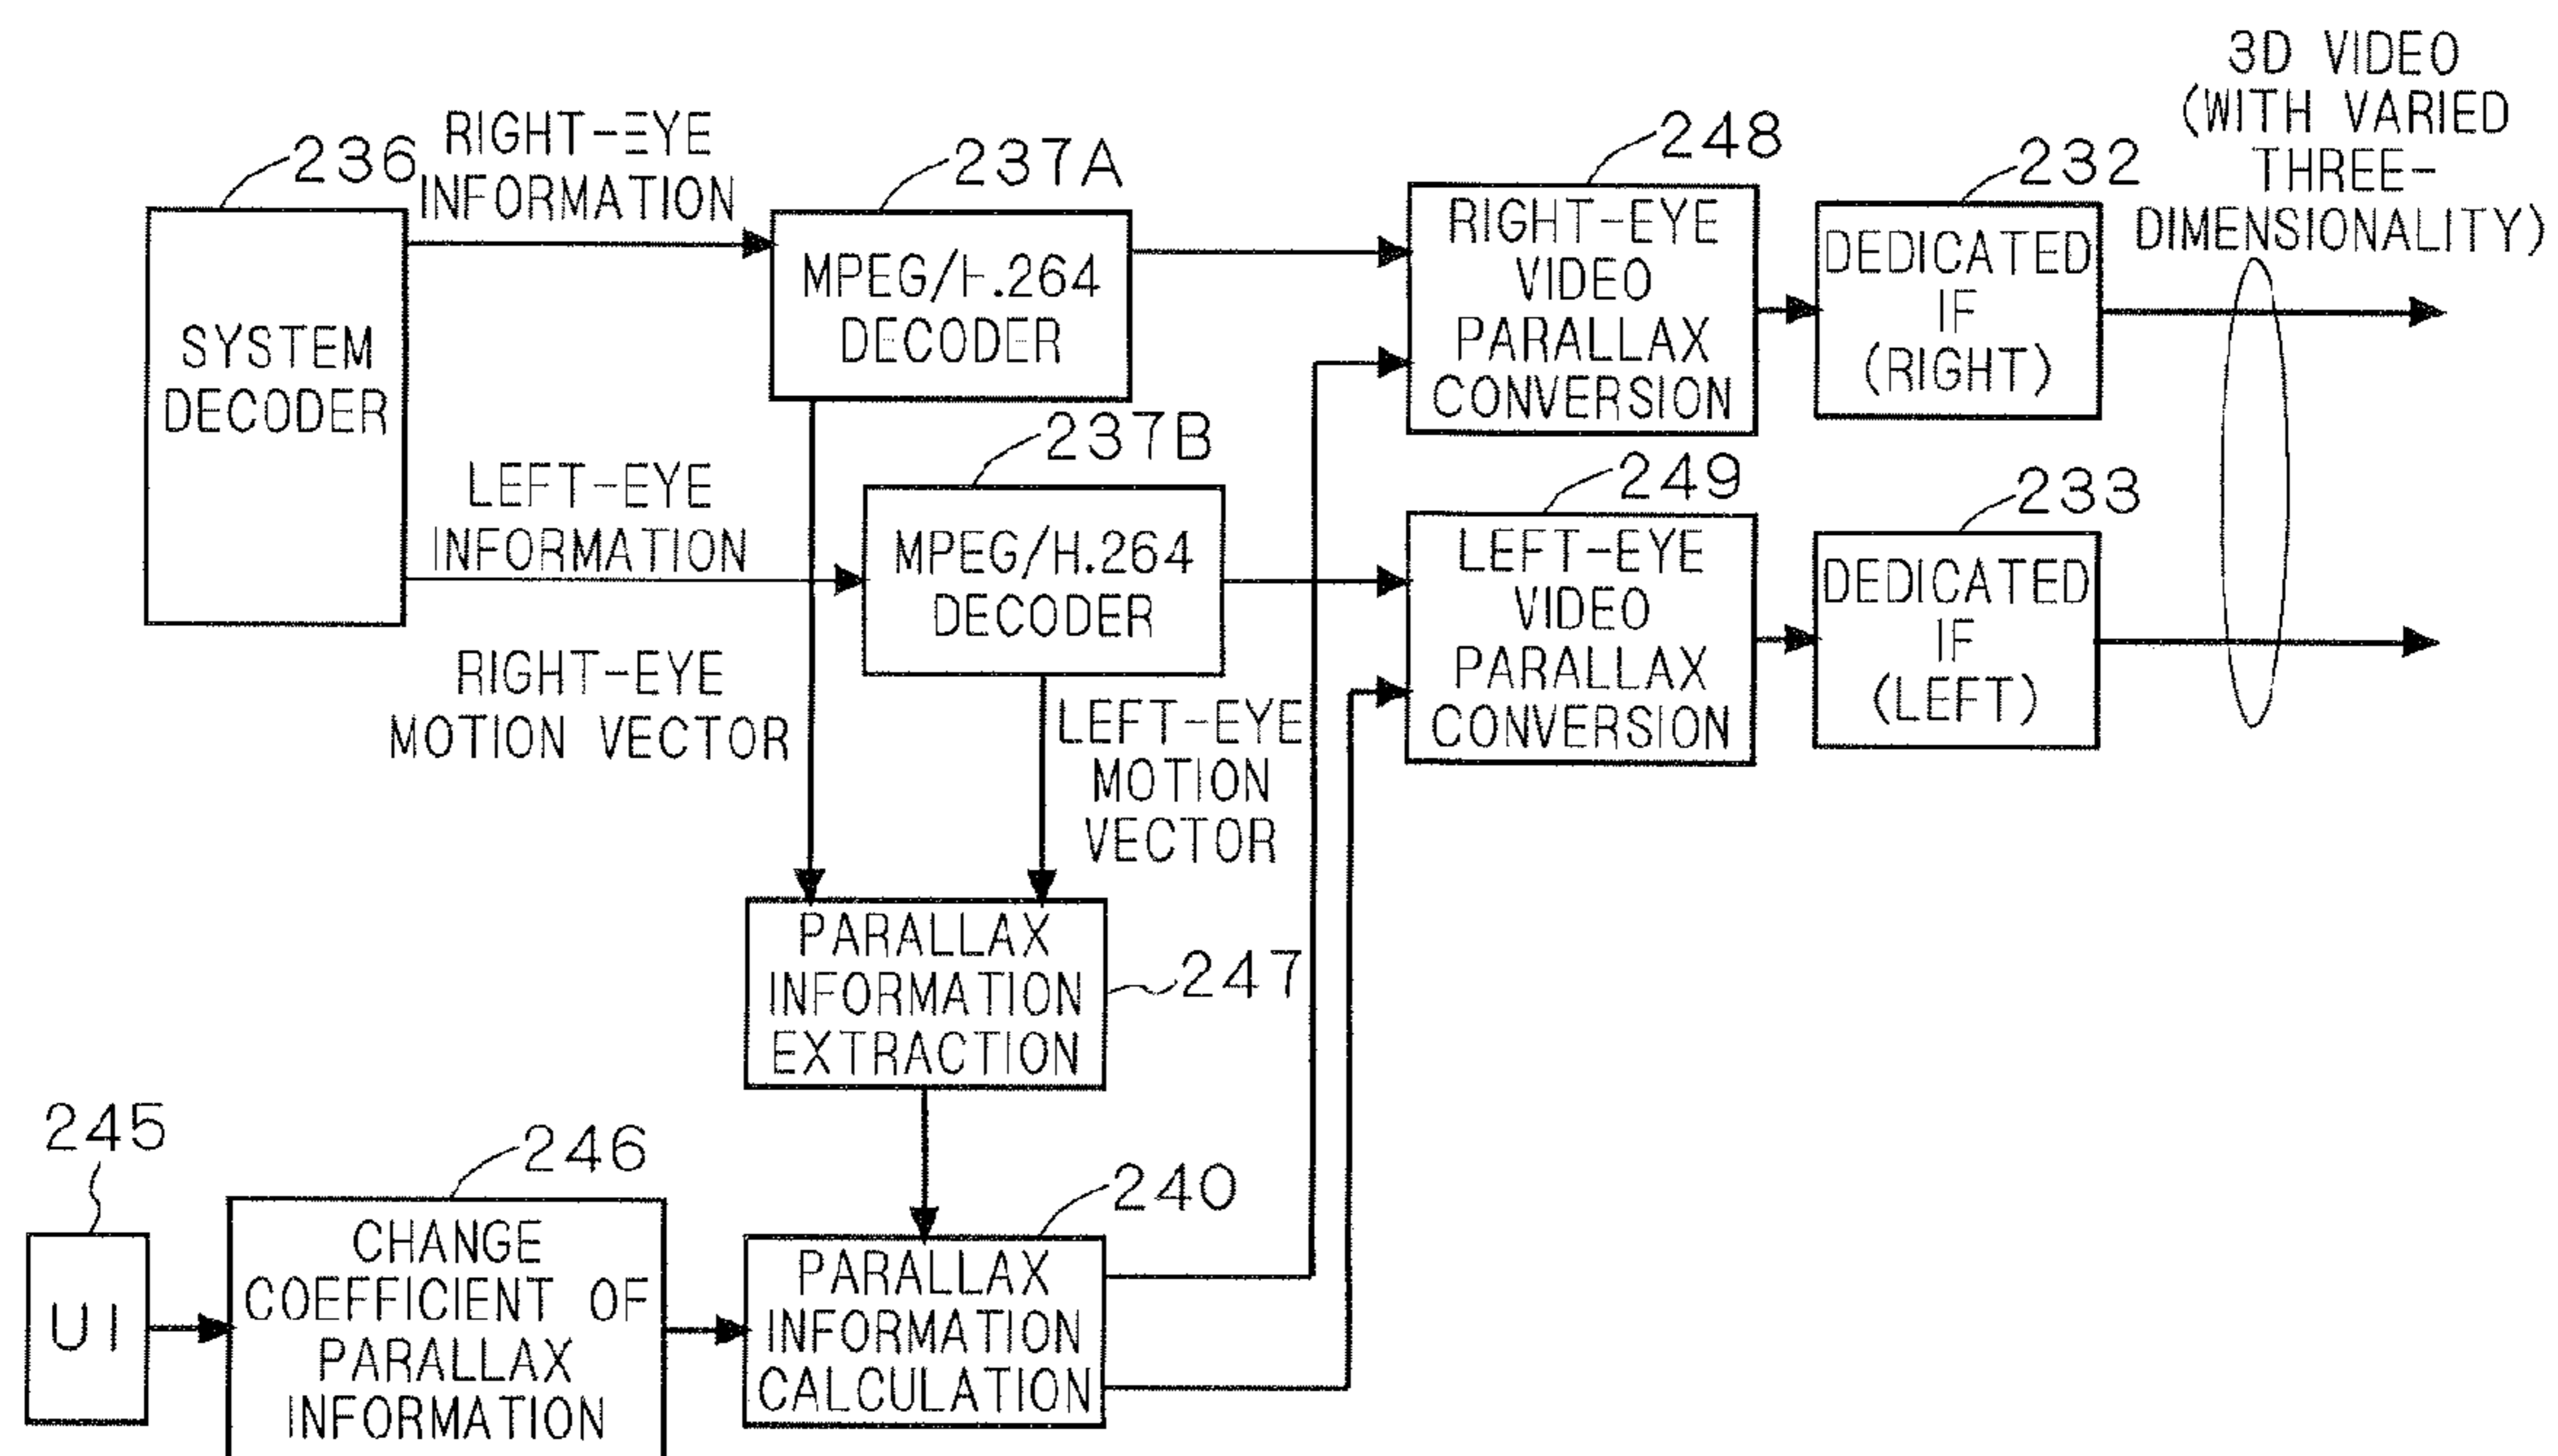 3D VIDEO
(WITH VARIED
THREE-
DIMENSIONALITY)
236
RIGHT-EYE
INFORMATION
237A
248
232
SYSTEM
DECODER
MPEG/H.264
DECODER
RIGHT-EYE
VIDEO
PARALLAX
CONVERSION
DEDICATED
IF
(RIGHT)
LEFT-EYE
INFORMATION
237B
249
233
MPEG/H.264
DECODER
LEFT-EYE
VIDEO
PARALLAX
CONVERSION
DEDICATED
IF
(LEFT)
RIGHT-EYE
MOTION VECTOR
LEFT-EYE
MOTION
VECTOR
PARALLAX
INFORMATION
EXTRACTION
247
245
246
240
UI
CHANGE
COEFFICIENT OF
PARALLAX
INFORMATION
PARALLAX
INFORMATION
CALCULATION